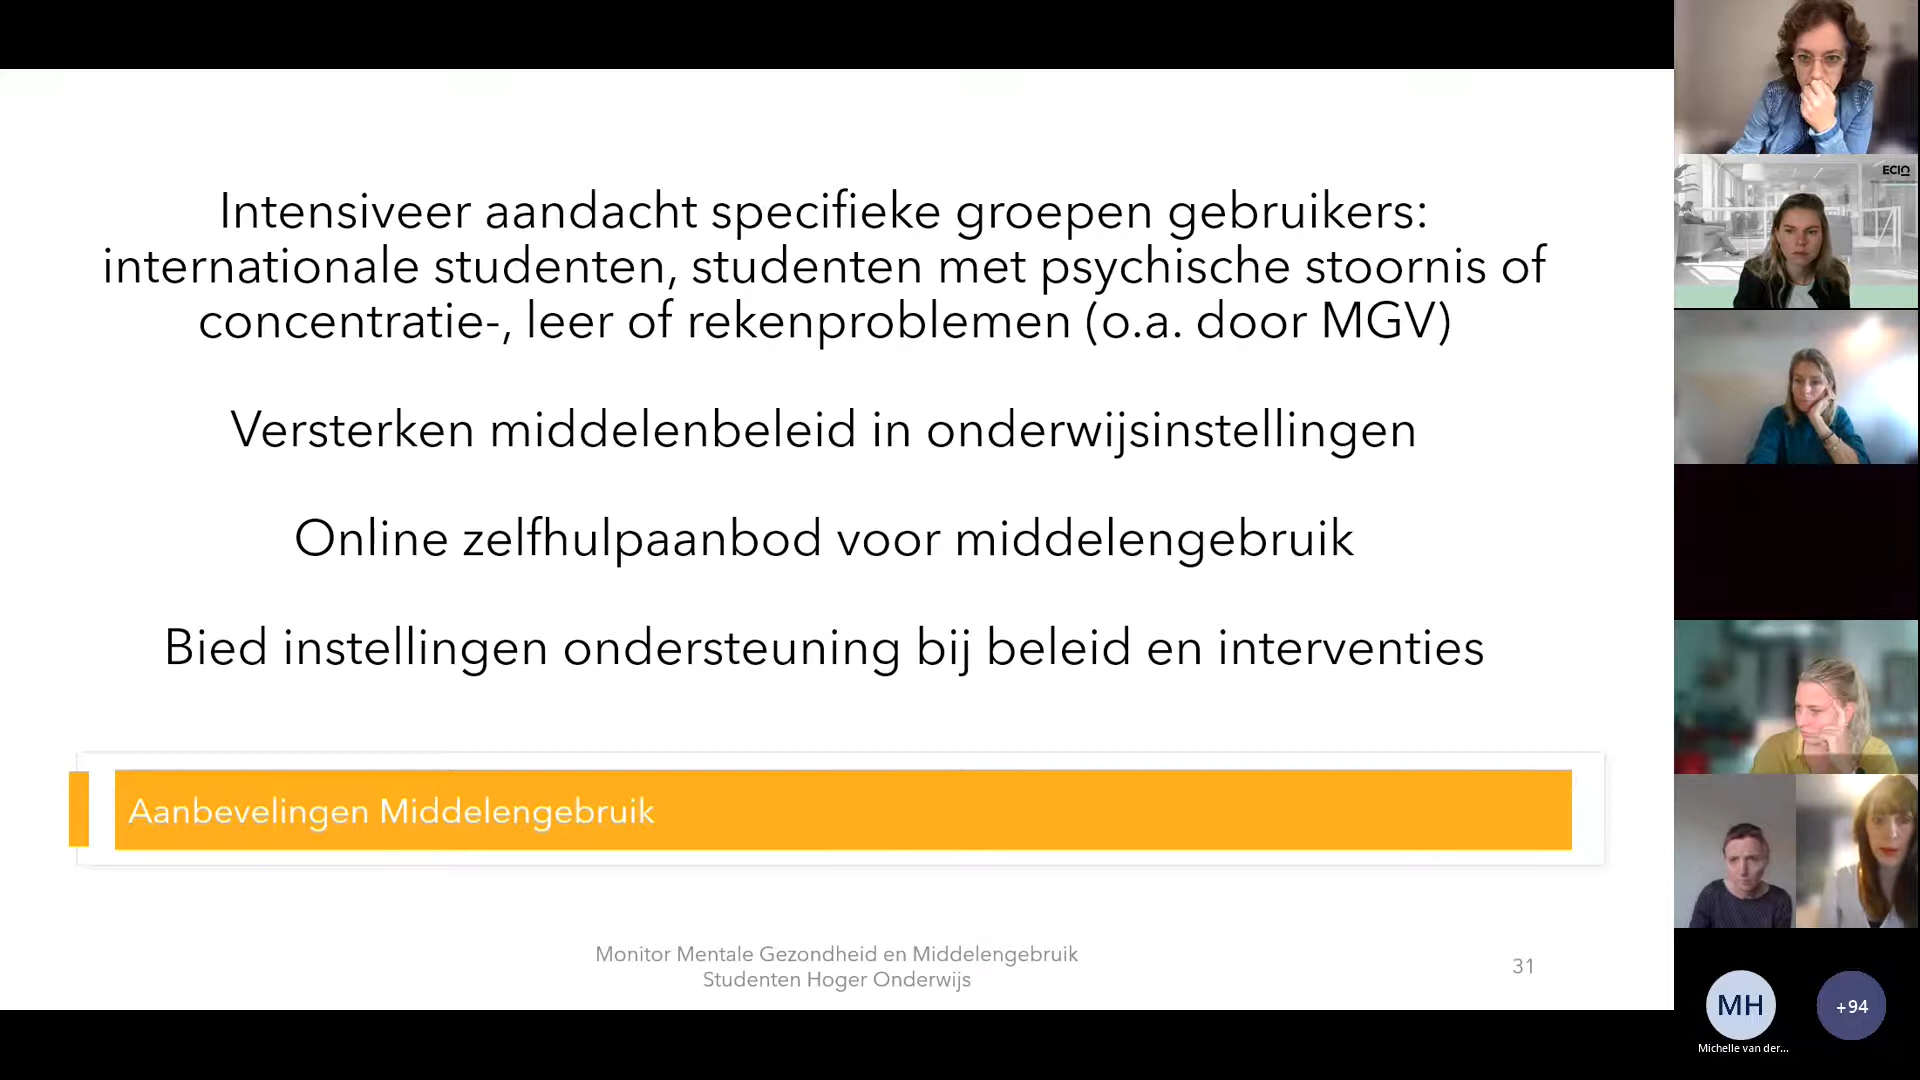 Intensiveer aandacht specifieke groepen gebruikers:
internationale studenten, studenten met psychische stoornis of
concentratie-, leer of rekenproblemen (o.a. door MGV)
Versterken middelenbeleid in onderwijsinstellingen
Online zelfhulpaanbod voor middelengebruik
Bied instellingen ondersteuning bij beleid en interventies
Aanbevelingen Middelengebruik
Monitor Mentale Gezondheid en Middelengebruik
Studenten Hoger Onderwijs
31
ECIO
MH
+94
Michelle van der...